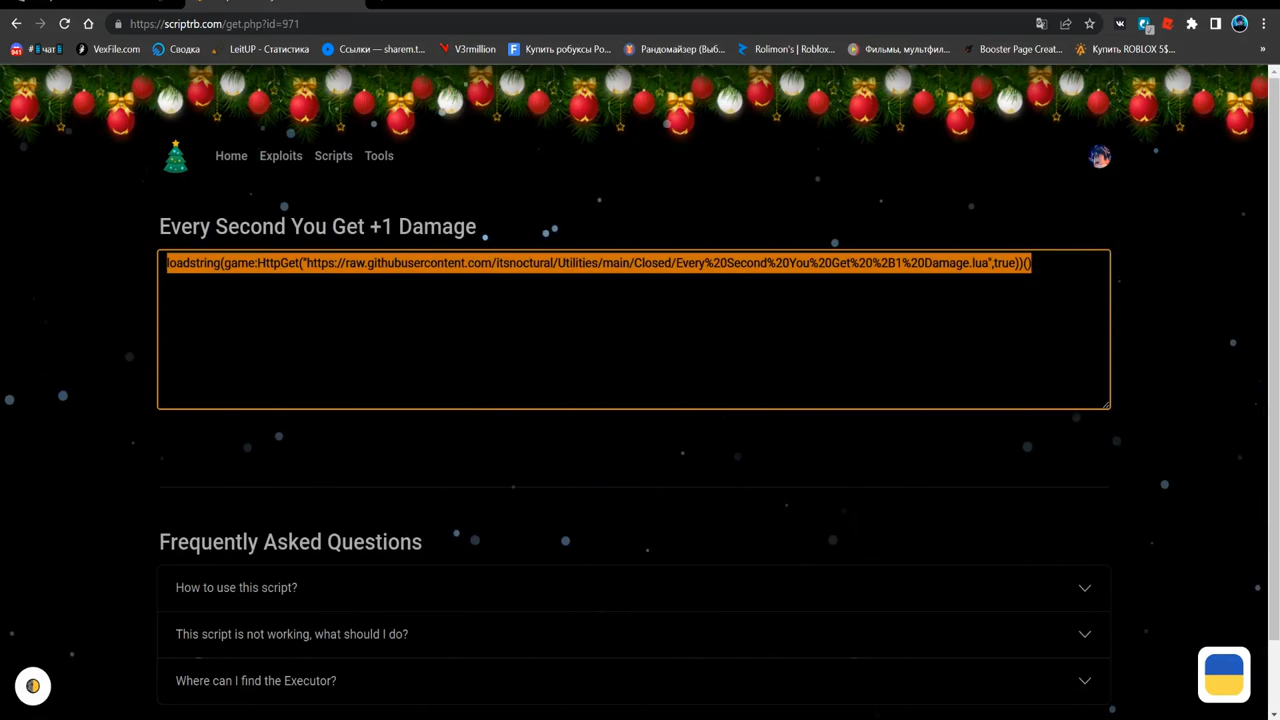 https://scriptrb.com/get.php?id=971
VexFile.com
Сводка
LeitUP - Статистика
Ссылки — sharem.t...
V3rmillion
Купить робуксы Ро...
Рандомайзер (Выб...
Rolimon's | Roblox...
Фильмы, мультфил...
Booster Page Creat...
Купить ROBLOX 5$...
Home
Exploits
Scripts
Tools
Every Second You Get +1 Damage
loadstring(game:HttpGet("https://raw.githubusercontent.com/itsnoctural/Utilities/main/Closed/Every%20Second%20You%20Get%20%2B1%20Damage.lua",true))()
Frequently Asked Questions
How to use this script?
This script is not working, what should I do?
Where can I find the Executor?